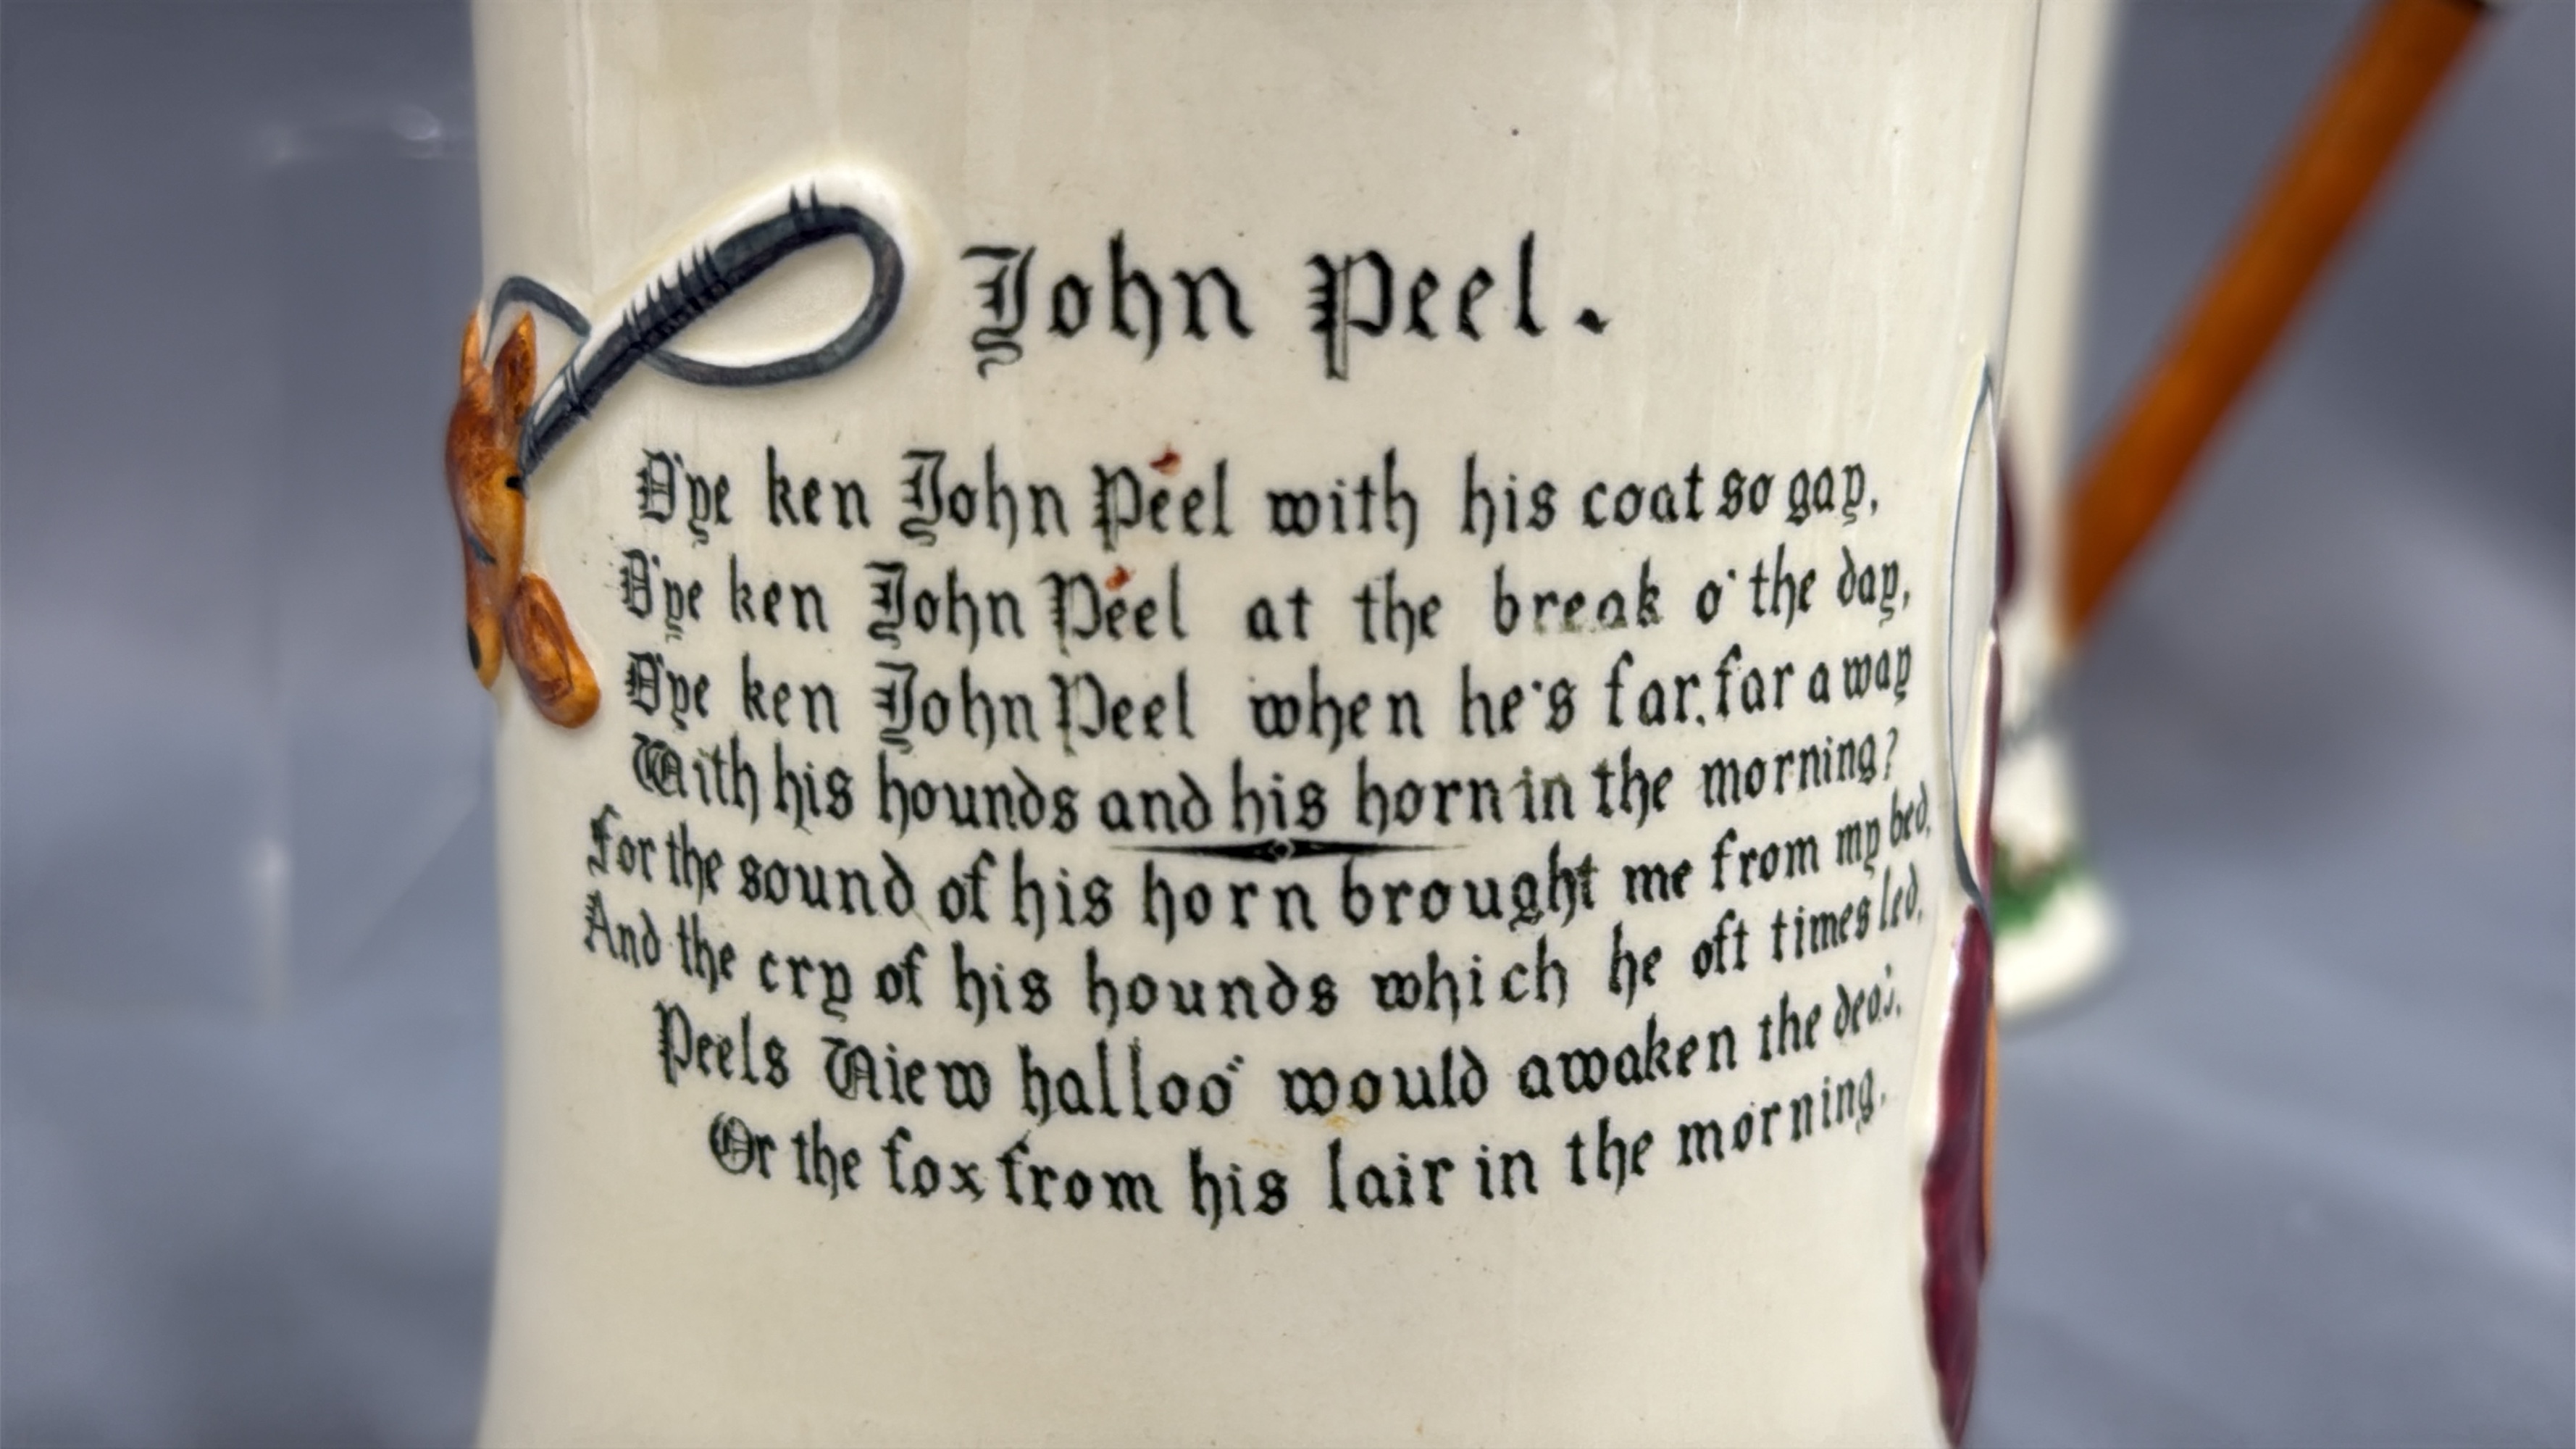 John Peel.
D'ye ken John Peel with his coat so gay,
D'ye ken John Peel at the break o' the day,
D'ye ken John Peel when he's far, far away
With his hounds and his horn in the morning?
For the sound of his horn brought me from my bed,
And the cry of his hounds which he oft times led,
Peels View halloo' would awaken the dead,
Or the fox from his lair in the morning.